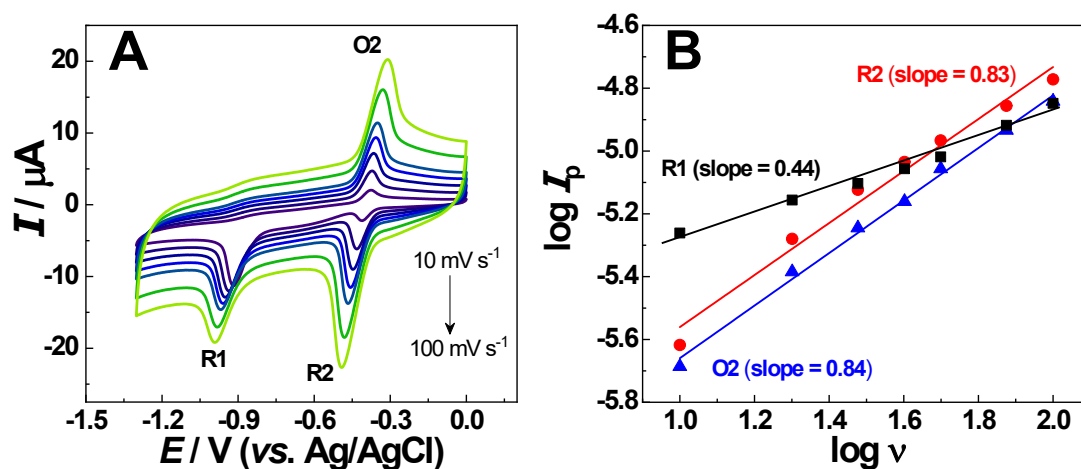 A
O2
R1
R2
10 mV s⁻¹
100 mV s⁻¹
20
10
0
-10
-20
I / μA
-1.5
-1.2
-0.9
-0.6
-0.3
0.0
E / V (vs. Ag/AgCl)
B
R2 (slope = 0.83)
R1 (slope = 0.44)
O2 (slope = 0.84)
-4.6
-4.8
-5.0
-5.2
-5.4
-5.6
-5.8
log Iₚ
1.0
1.2
1.4
1.6
1.8
2.0
log ν